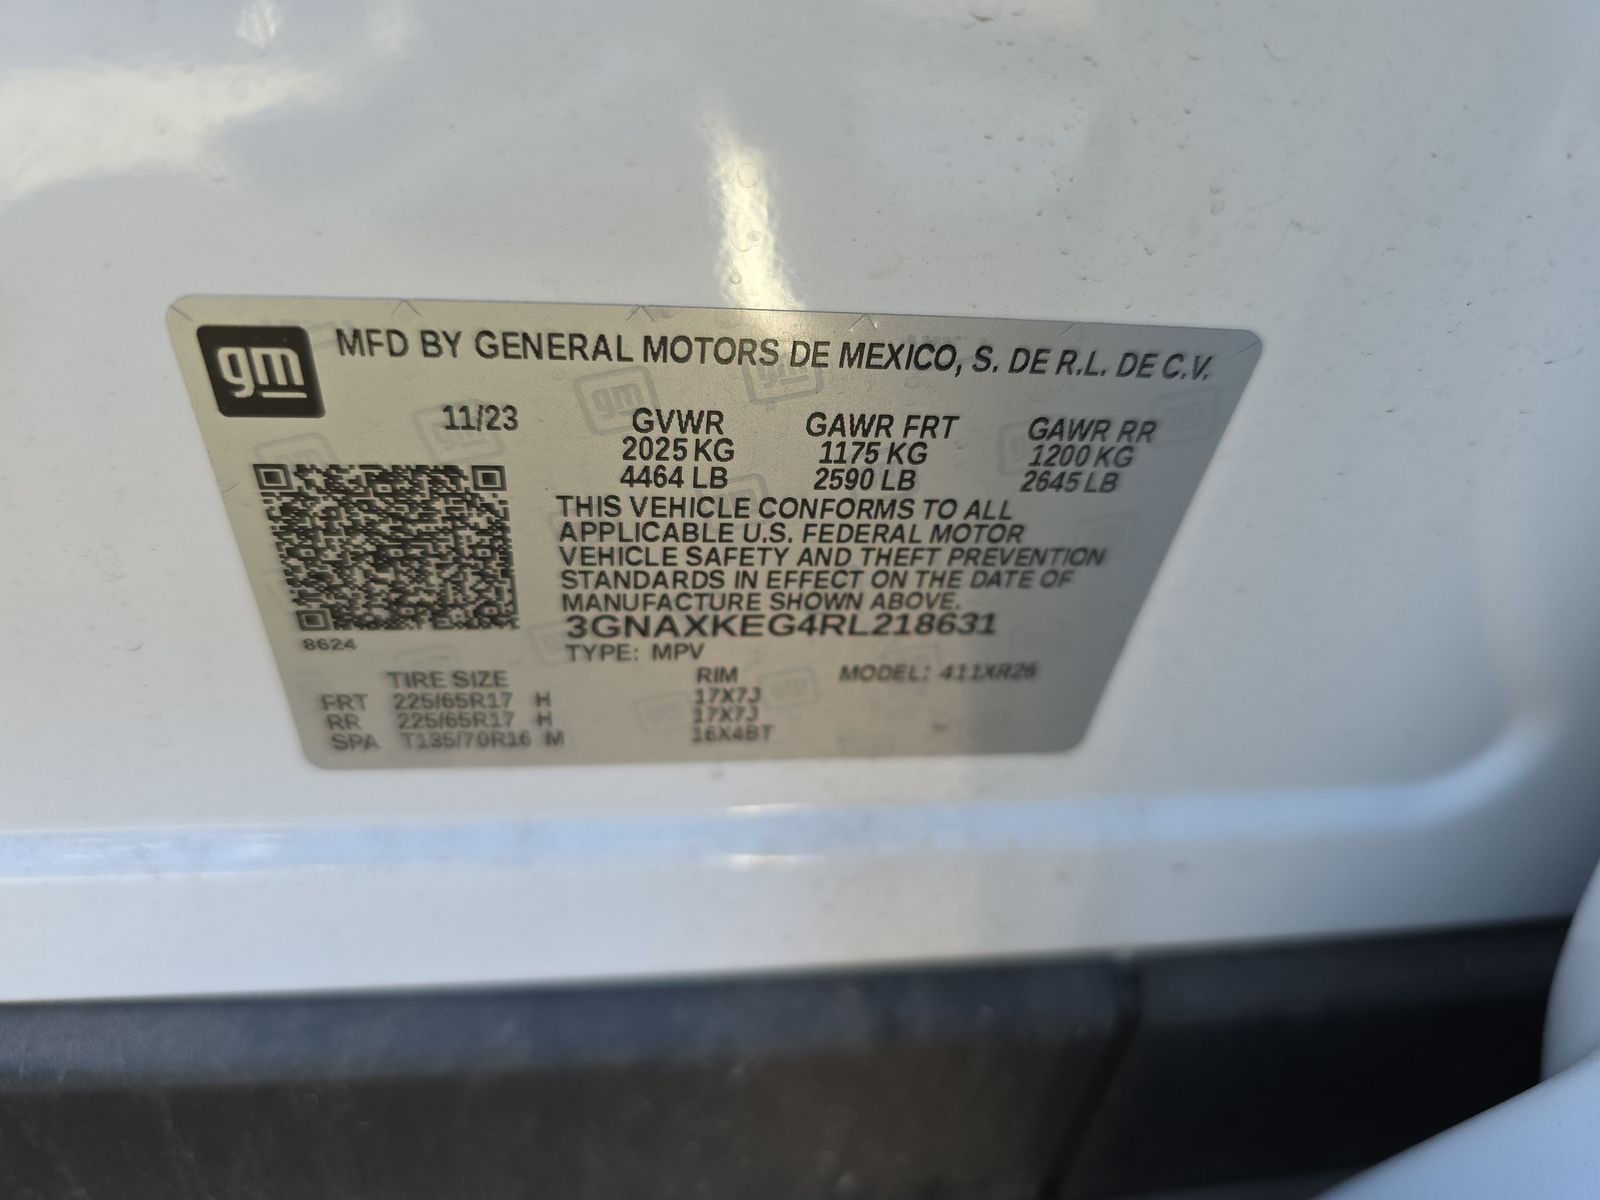 gm MFD BY GENERAL MOTORS DE MEXICO, S. DE R.L. DE C.V.
11/23 GVWR GAWR FRT GAWR RR
2025 KG 1175 KG 1200 KG
4464 LB 2590 LB 2645 LB
THIS VEHICLE CONFORMS TO ALL
APPLICABLE U.S. FEDERAL MOTOR
VEHICLE SAFETY AND THEFT PREVENTION
STANDARDS IN EFFECT ON THE DATE OF
MANUFACTURE SHOWN ABOVE.
3GNAXKEG4RL218631
8624 TYPE: MPV
TIRE SIZE RIM MODEL: 411XR26
FRT 225/65R17 H 17X7J
RR 225/65R17 H 17X7J
SPA T135/70R16 M 16X4BT